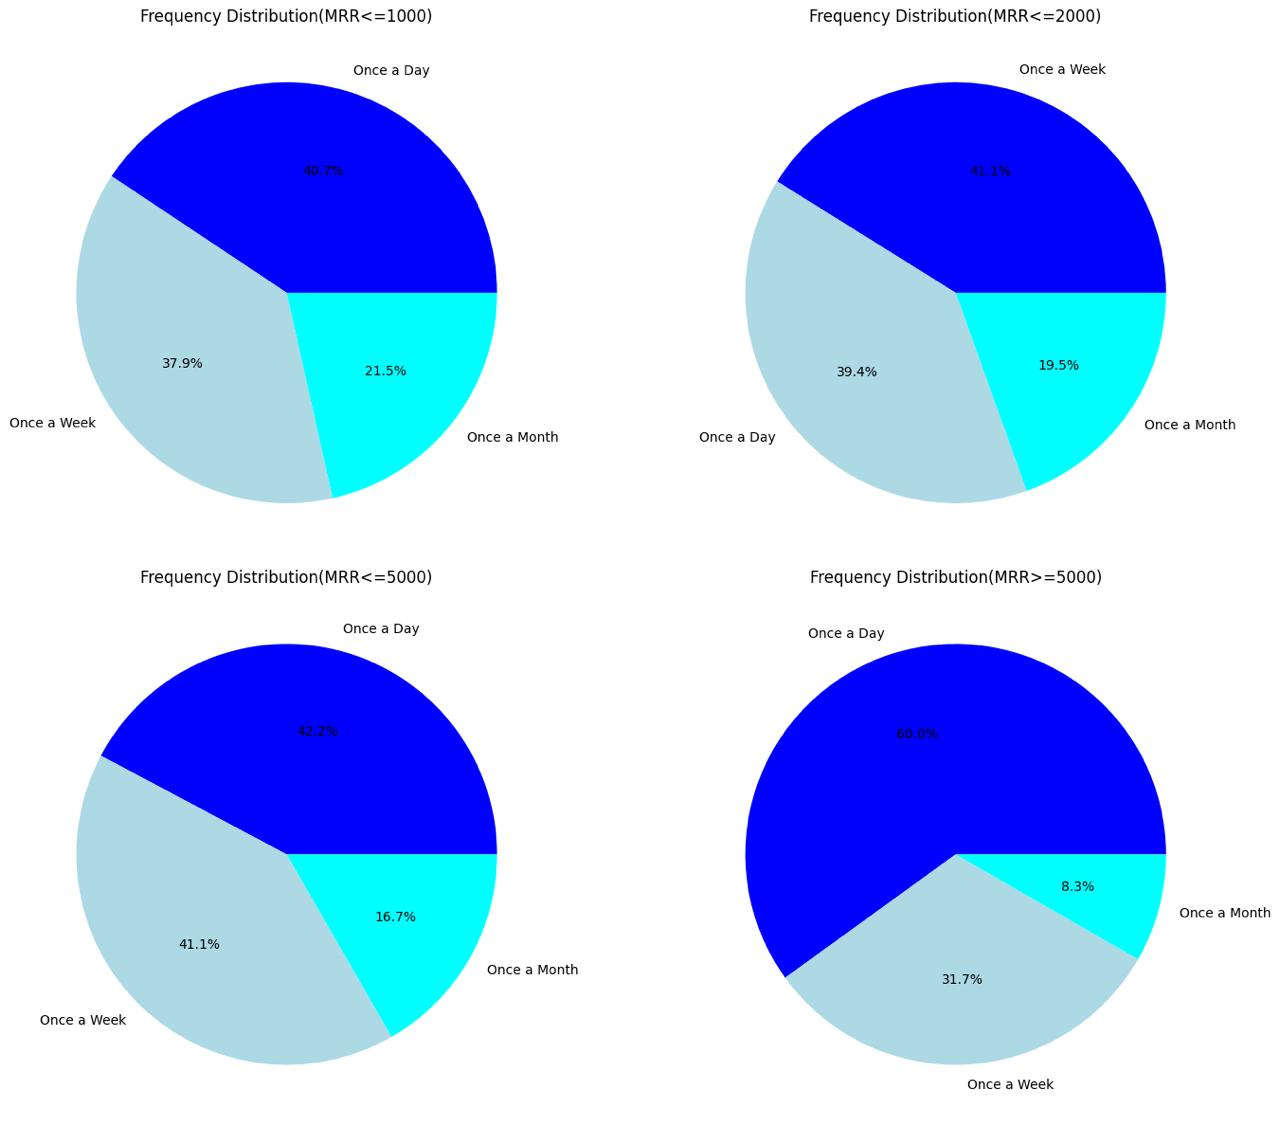 Frequency Distribution(MRR<=1000)
Once a Day
40.7%
37.9%
21.5%
Once a Week
Once a Month
Frequency Distribution(MRR<=2000)
Once a Week
41.1%
39.4%
19.5%
Once a Day
Once a Month
Frequency Distribution(MRR<=5000)
Once a Day
42.2%
41.1%
16.7%
Once a Week
Once a Month
Frequency Distribution(MRR>=5000)
Once a Day
60.0%
8.3%
Once a Month
31.7%
Once a Week